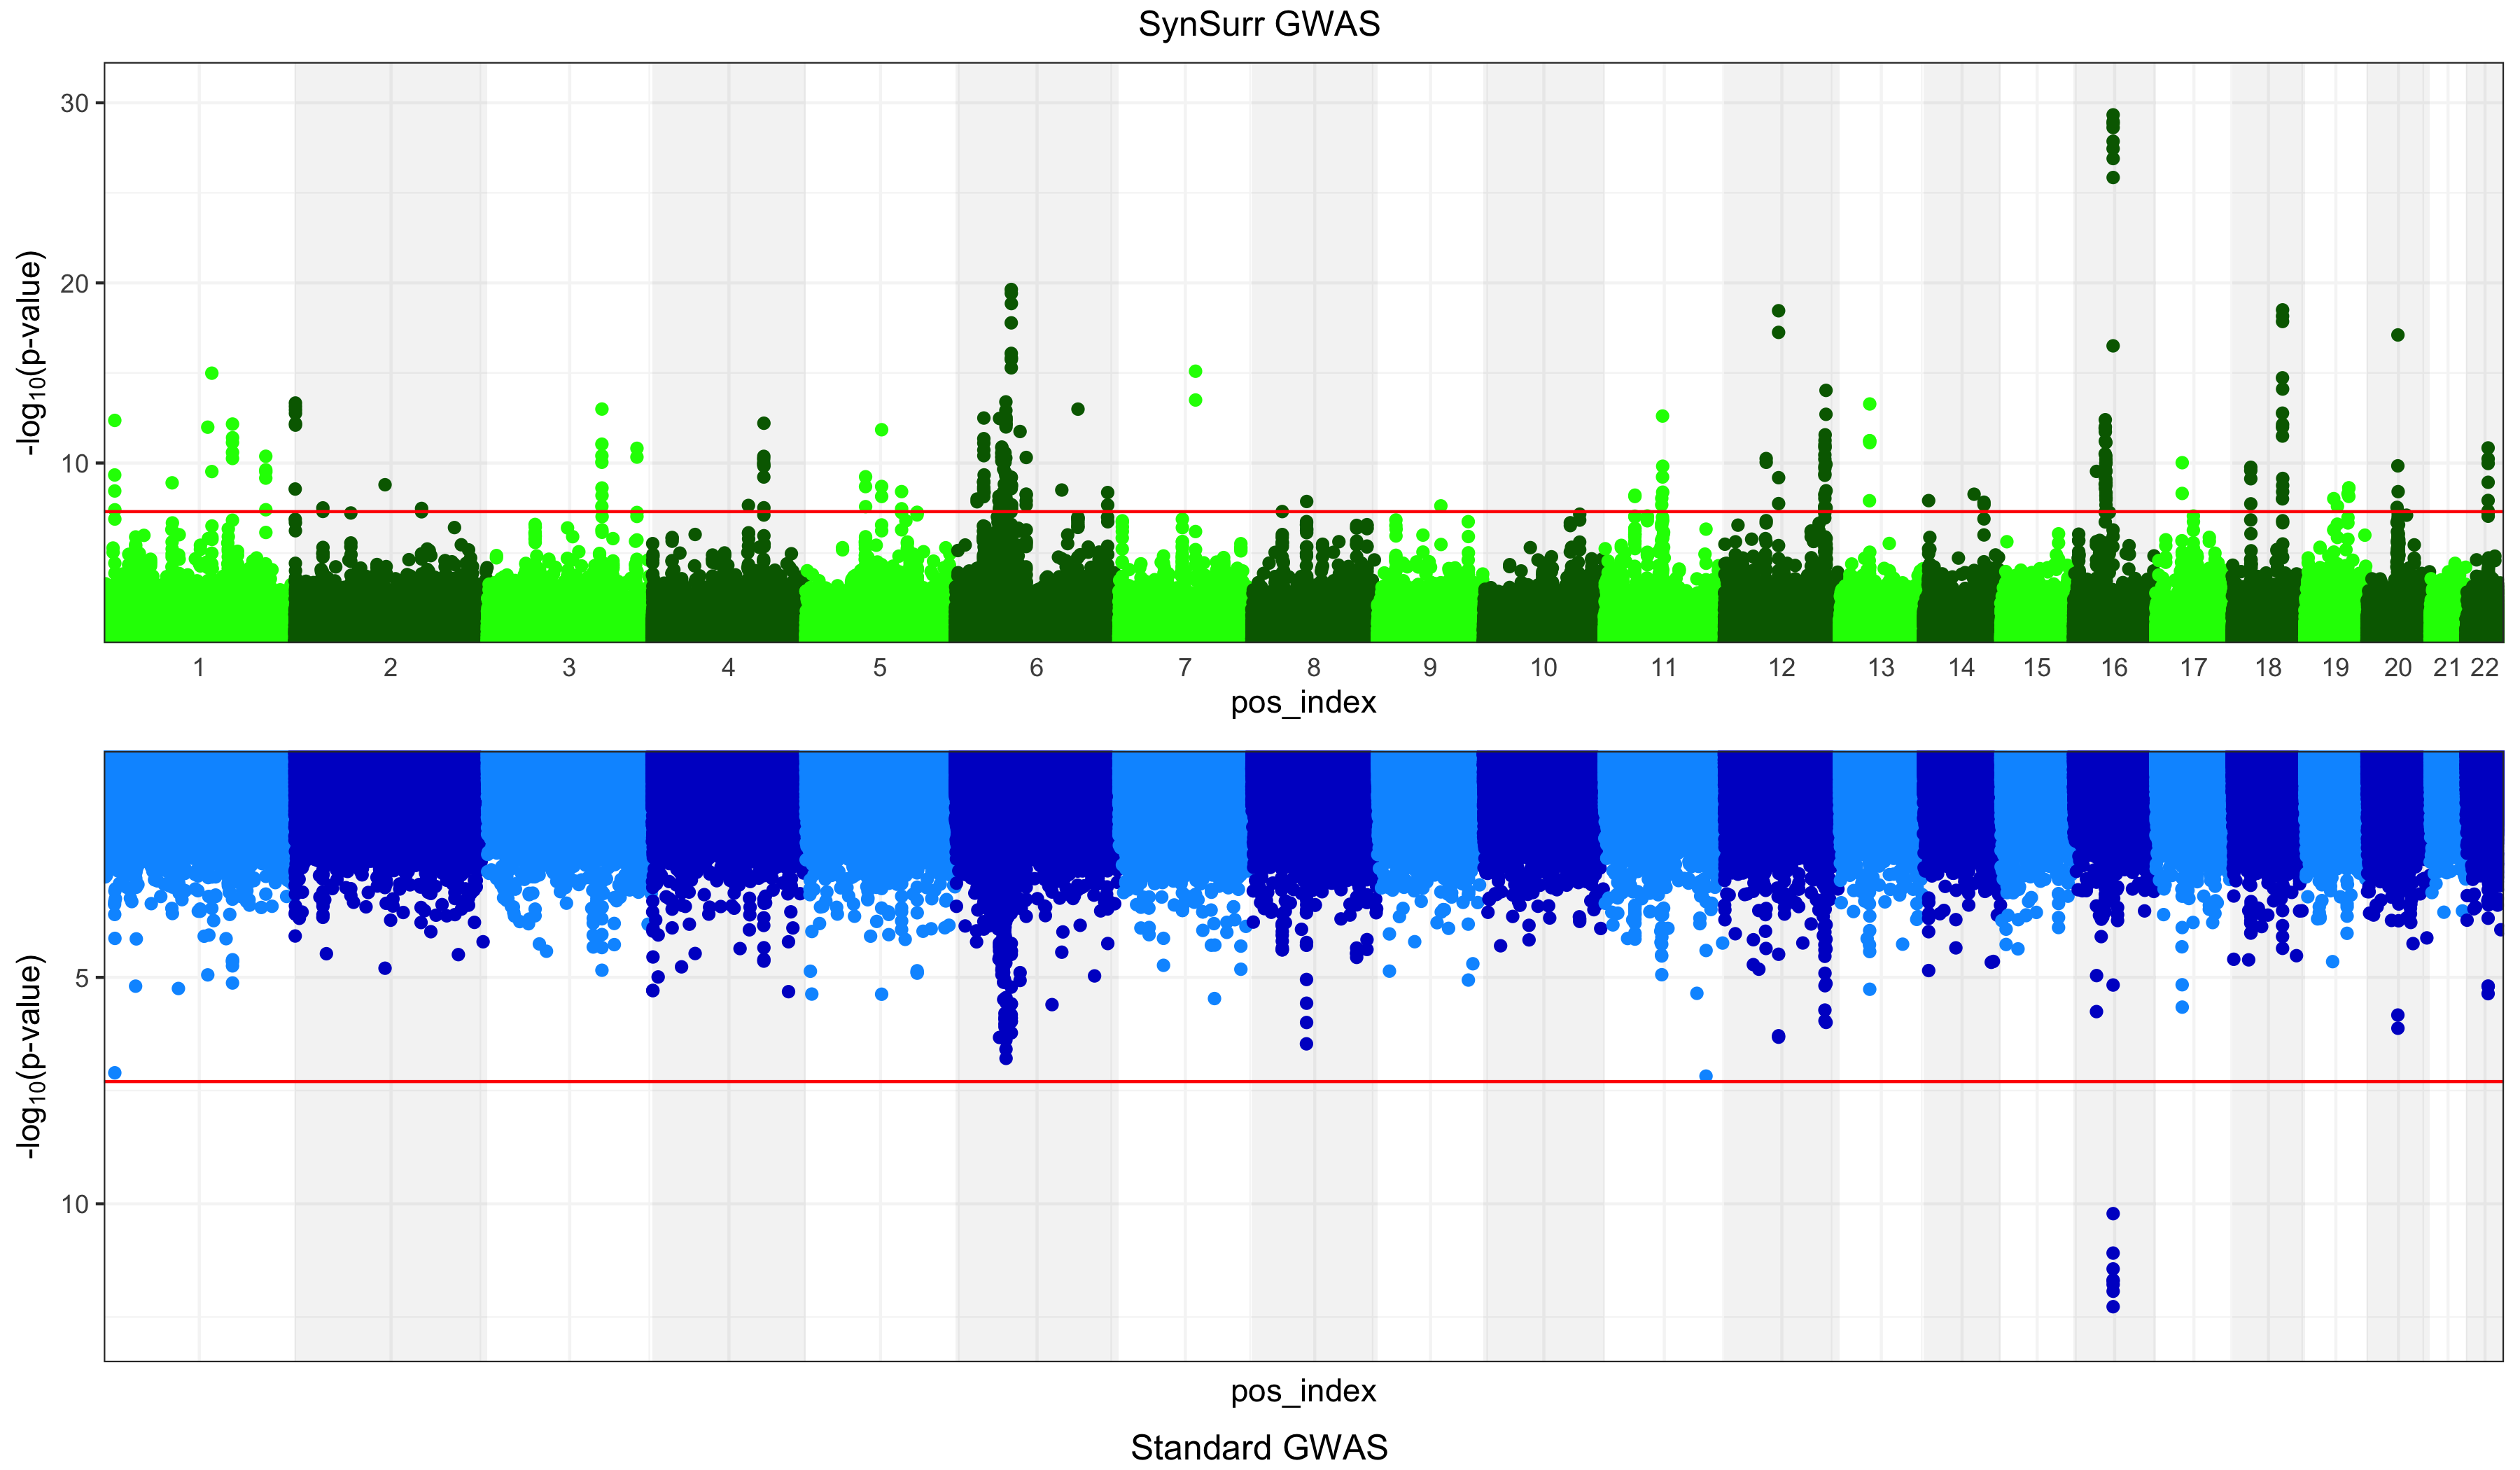 SynSurr GWAS
-log10(p-value)
30
20
10
1 2 3 4 5 6 7 8 9 10 11 12 13 14 15 16 17 18 19 20 21 22
pos_index
-log10(p-value)
5
10
pos_index
Standard GWAS